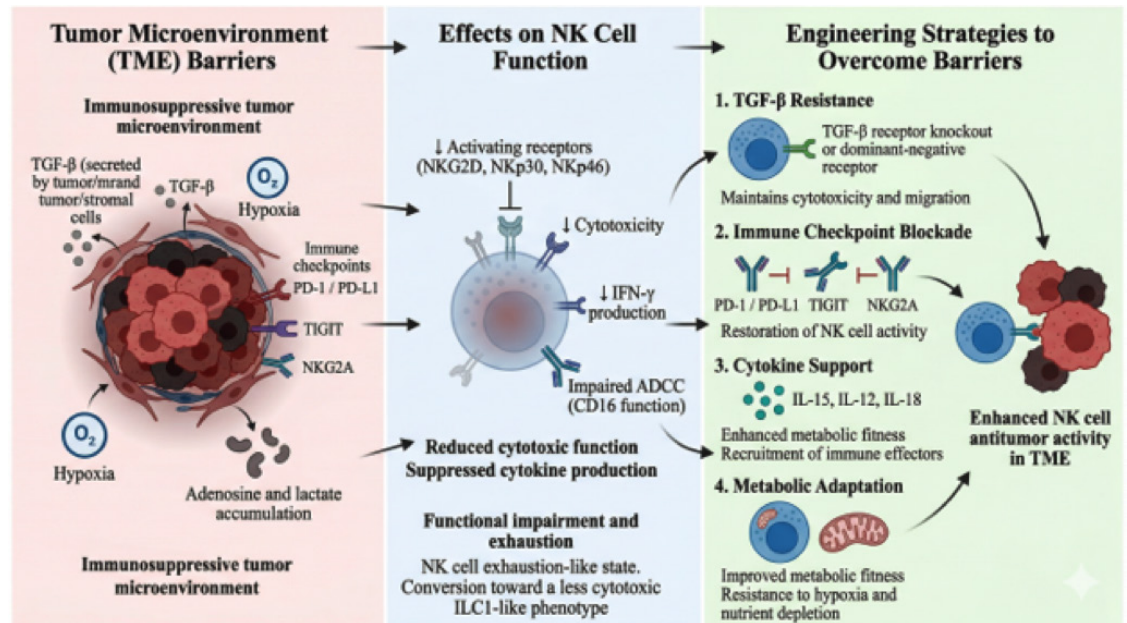 Tumor Microenvironment
(TME) Barriers
Immunosuppressive tumor
microenvironment
TGF-β (secreted
by tumor/mrand
tumor/stromal
cells)
TGF-β
O₂
Hypoxia
Immune
checkpoints
PD-1 / PD-L1
TIGIT
NKG2A
O₂
Hypoxia
Adenosine and lactate
accumulation
Immunosuppressive tumor
microenvironment
Effects on NK Cell
Function
↓ Activating receptors
(NKG2D, NKp30, NKp46)
↓ Cytotoxicity
↓ IFN-γ
production
Impaired ADCC
(CD16 function)
Reduced cytotoxic function
Suppressed cytokine production
Functional impairment and
exhaustion
NK cell exhaustion-like state.
Conversion toward a less cytotoxic
ILC1-like phenotype
Engineering Strategies to
Overcome Barriers
1. TGF-β Resistance
TGF-β receptor knockout
or dominant-negative
receptor
Maintains cytotoxicity and migration
2. Immune Checkpoint Blockade
PD-1 / PD-L1 TIGIT NKG2A
Restoration of NK cell activity
3. Cytokine Support
IL-15, IL-12, IL-18
Enhanced metabolic fitness
Recruitment of immune effectors
4. Metabolic Adaptation
Improved metabolic fitness
Resistance to hypoxia and
nutrient depletion
Enhanced NK cell
antitumor activity
in TME